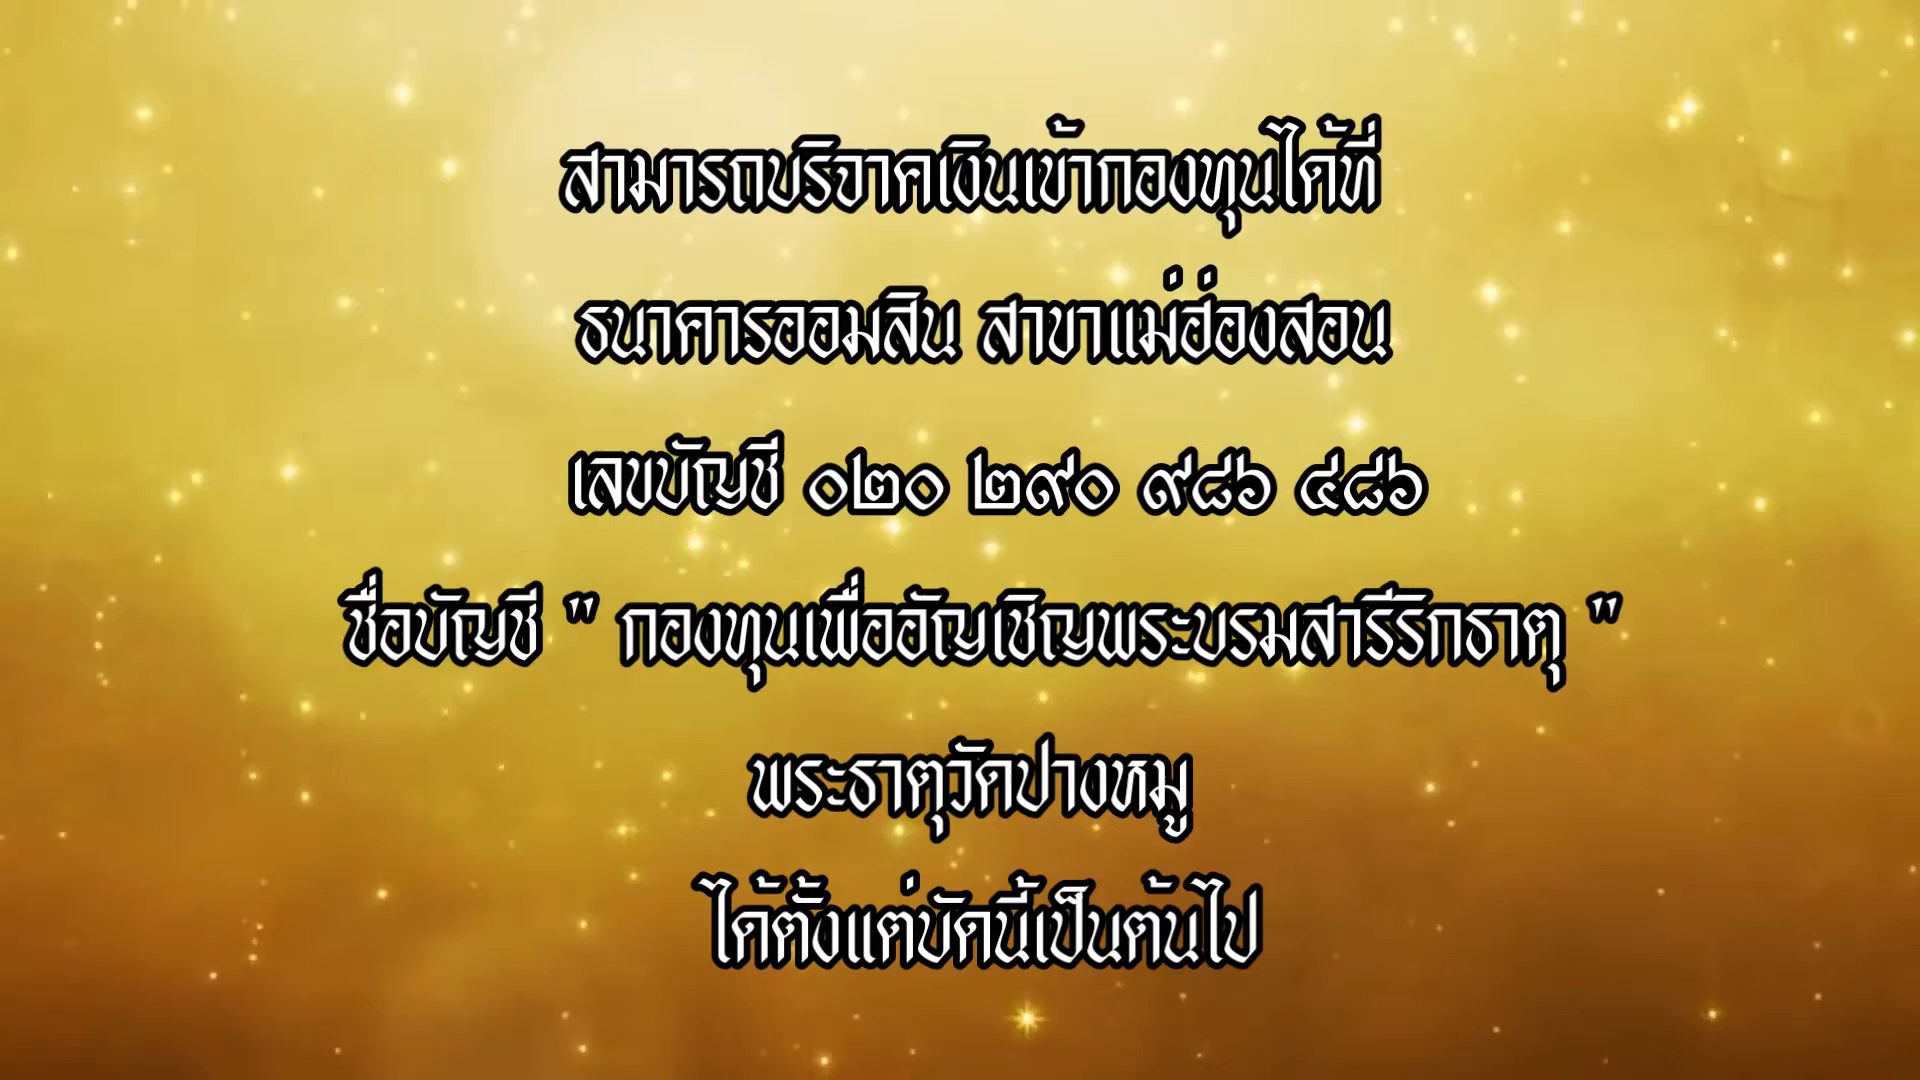 สามารถบริจาคเงินเข้ากองทุนได้ที่
ธนาคารออมสิน สาขาแม่ฮ่องสอน
เลขบัญชี ๐๒๐ ๒๙๐ ๙๘๖ ๔๘๖
ชื่อบัญชี " กองทุนเพื่ออัญเชิญพระบรมสารีริกธาตุ "
พระธาตุวัดปางหมู
ได้ตั้งแต่บัดนี้เป็นต้นไป